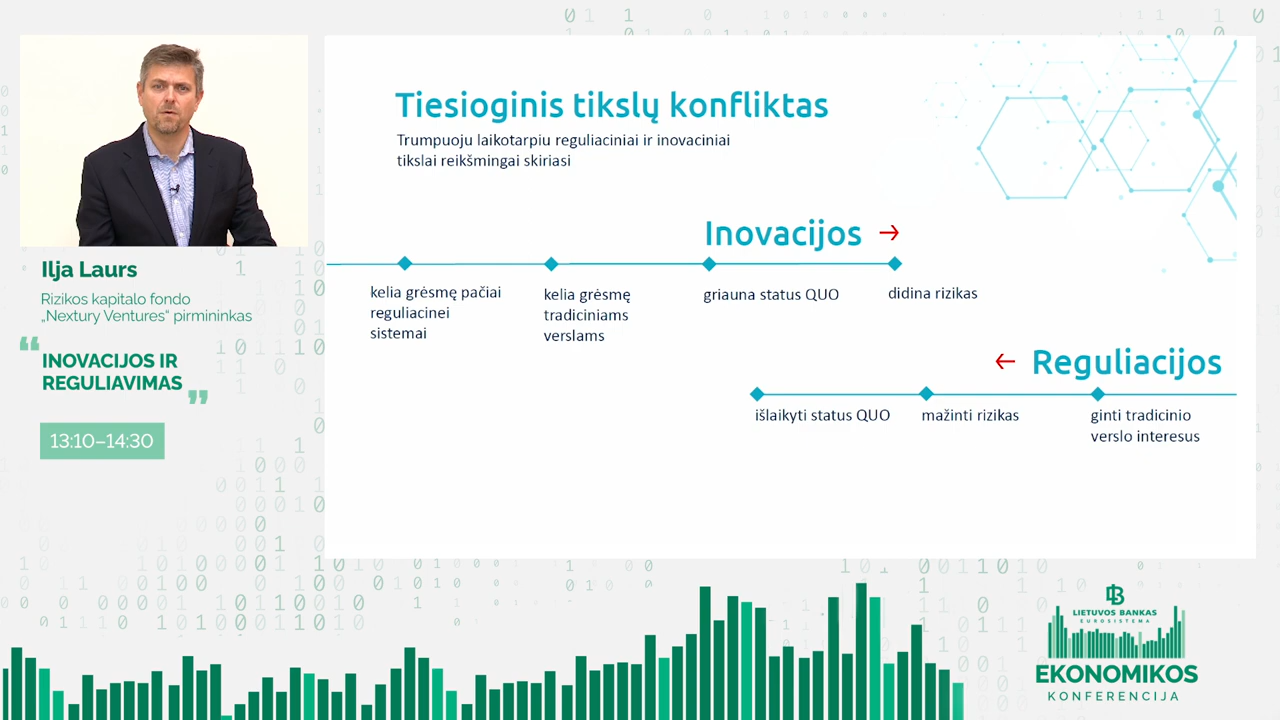 Ilja Laurs
Rizikos kapitalo fondo
„Nextury Ventures“ pirmininkas
“
INOVACIJOS IR
REGULIAVIMAS
”
13:10–14:30
Tiesioginis tikslų konfliktas
Trumpuoju laikotarpiu reguliaciniai ir inovaciniai
tikslai reikšmingai skiriasi
Inovacijos →
kelia grėsmę pačiai
reguliacinei
sistemai
kelia grėsmę
tradiciniams
verslams
griauna status QUO
didina rizikas
← Reguliacijos
išlaikyti status QUO
mažinti rizikas
ginti tradicinio
verslo interesus
LIETUVOS BANKAS
EUROSISTEMA
EKONOMIKOS
KONFERENCIJA